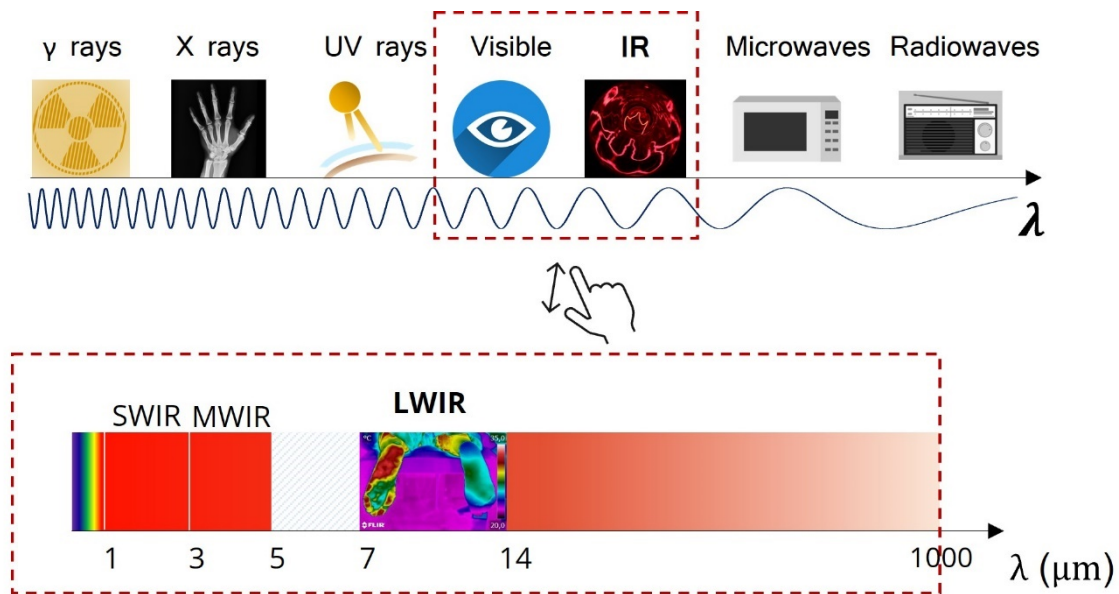 γ rays X rays UV rays Visible IR Microwaves Radiowaves
λ
SWIR MWIR LWIR
°C 35,0
FLIR 20,0
1 3 5 7 14 1000
λ (μm)